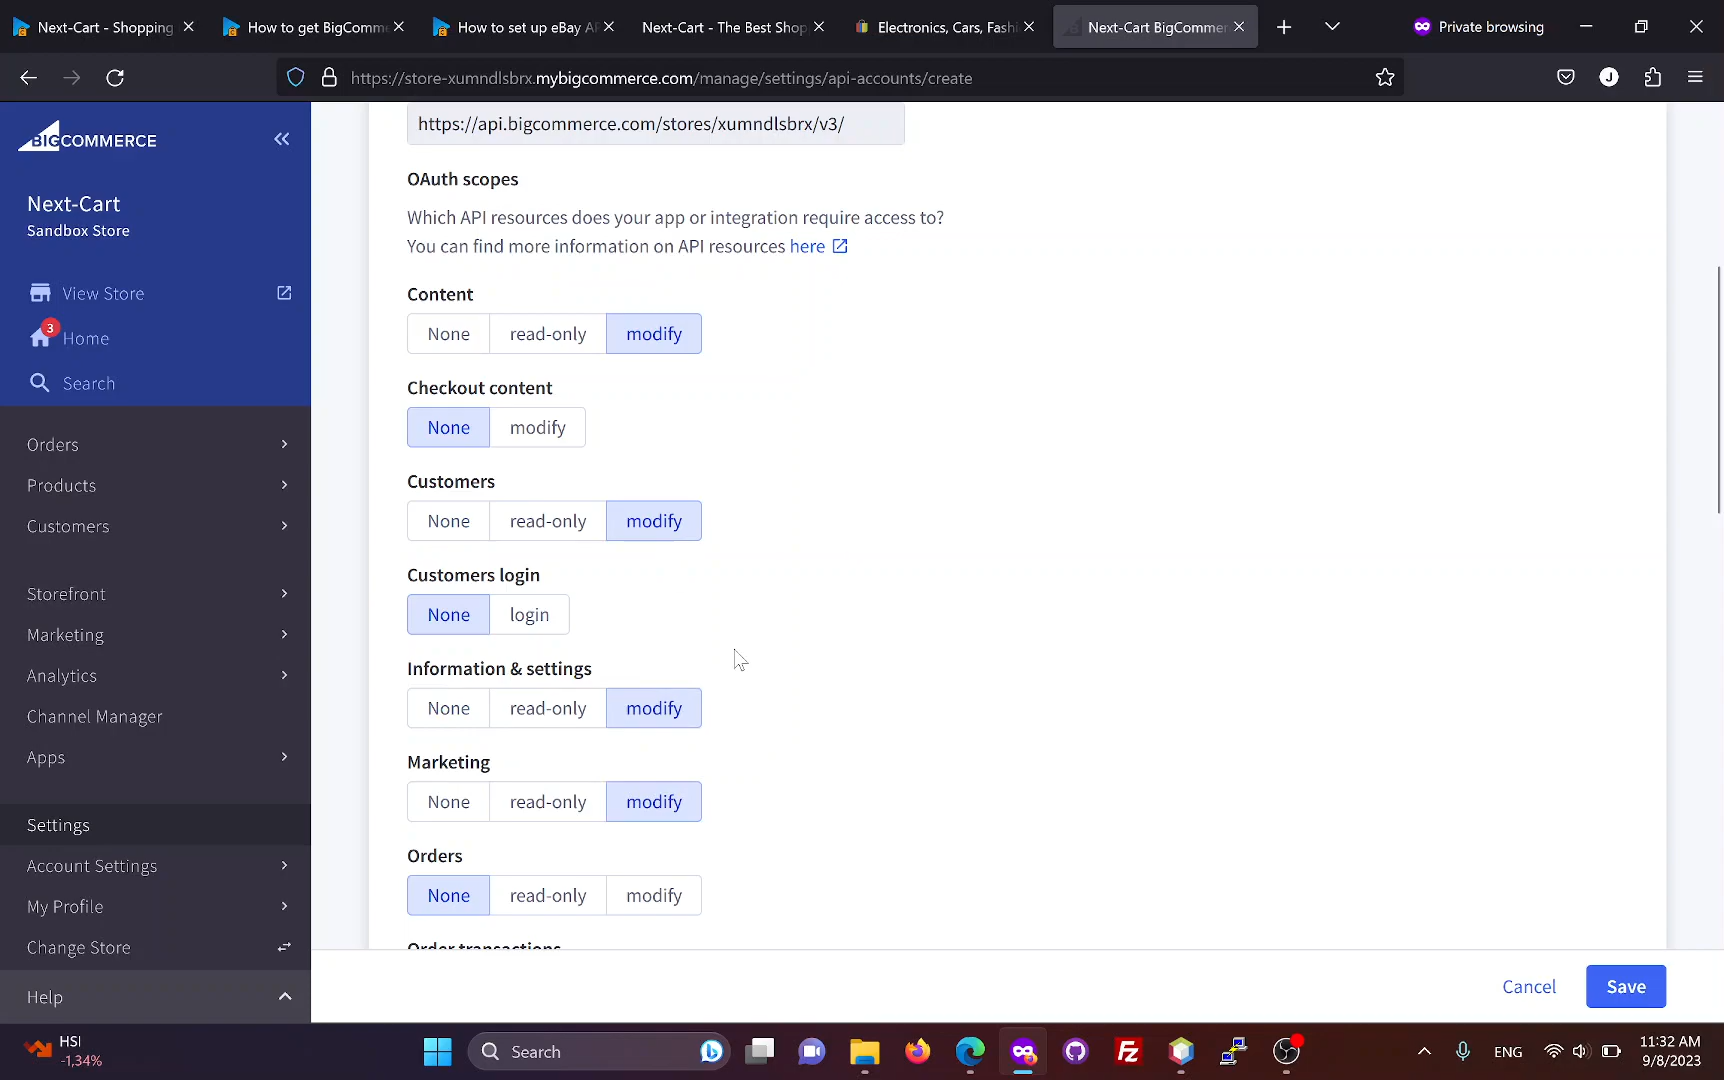 Next-Cart - Shopping
How to get BigComme
How to set up eBay AP
Next-Cart - The Best Shop
Electronics, Cars, Fashi
Next-Cart BigCommer
Private browsing
https://store-xumndlsbrx.mybigcommerce.com/manage/settings/api-accounts/create
J
BIGCOMMERCE
Next-Cart
Sandbox Store
View Store
3
Home
Search
Orders
Products
Customers
Storefront
Marketing
Analytics
Channel Manager
Apps
Settings
Account Settings
My Profile
Change Store
Help
https://api.bigcommerce.com/stores/xumndlsbrx/v3/
OAuth scopes
Which API resources does your app or integration require access to?
You can find more information on API resources here
Content
None read-only modify
Checkout content
None modify
Customers
None read-only modify
Customers login
None login
Information & settings
None read-only modify
Marketing
None read-only modify
Orders
None read-only modify
Order transactions
Cancel Save
HSI
-1,34%
Search
FZ
ENG
11:32 AM
9/8/2023